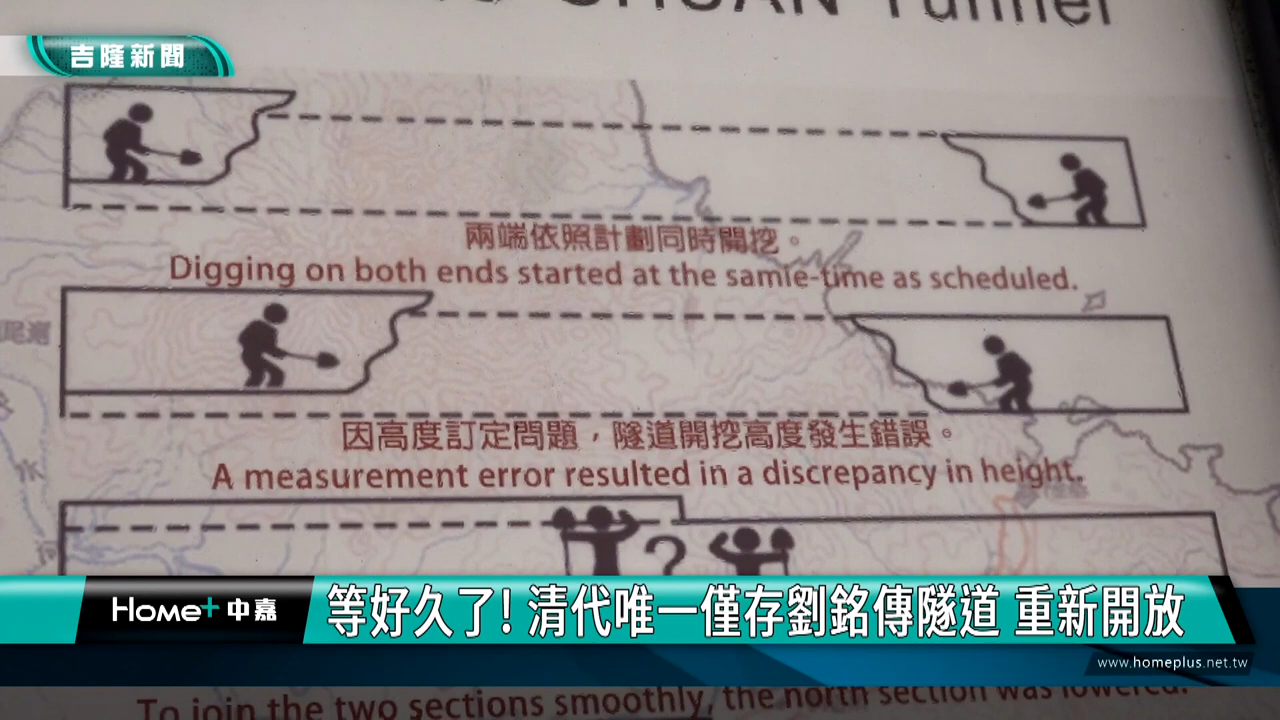 CHUAN Tunnel
吉隆新聞
兩端依照計劃同時開挖。
Digging on both ends started at the samle-time as scheduled.
因高度訂定問題，隧道開挖高度發生錯誤。
A measurement error resulted in a discrepancy in height.
?
Home+ 中嘉
等好久了! 清代唯一僅存劉銘傳隧道 重新開放
www.homeplus.net.tw
To join the two sections smoothly, the north section was lowered.